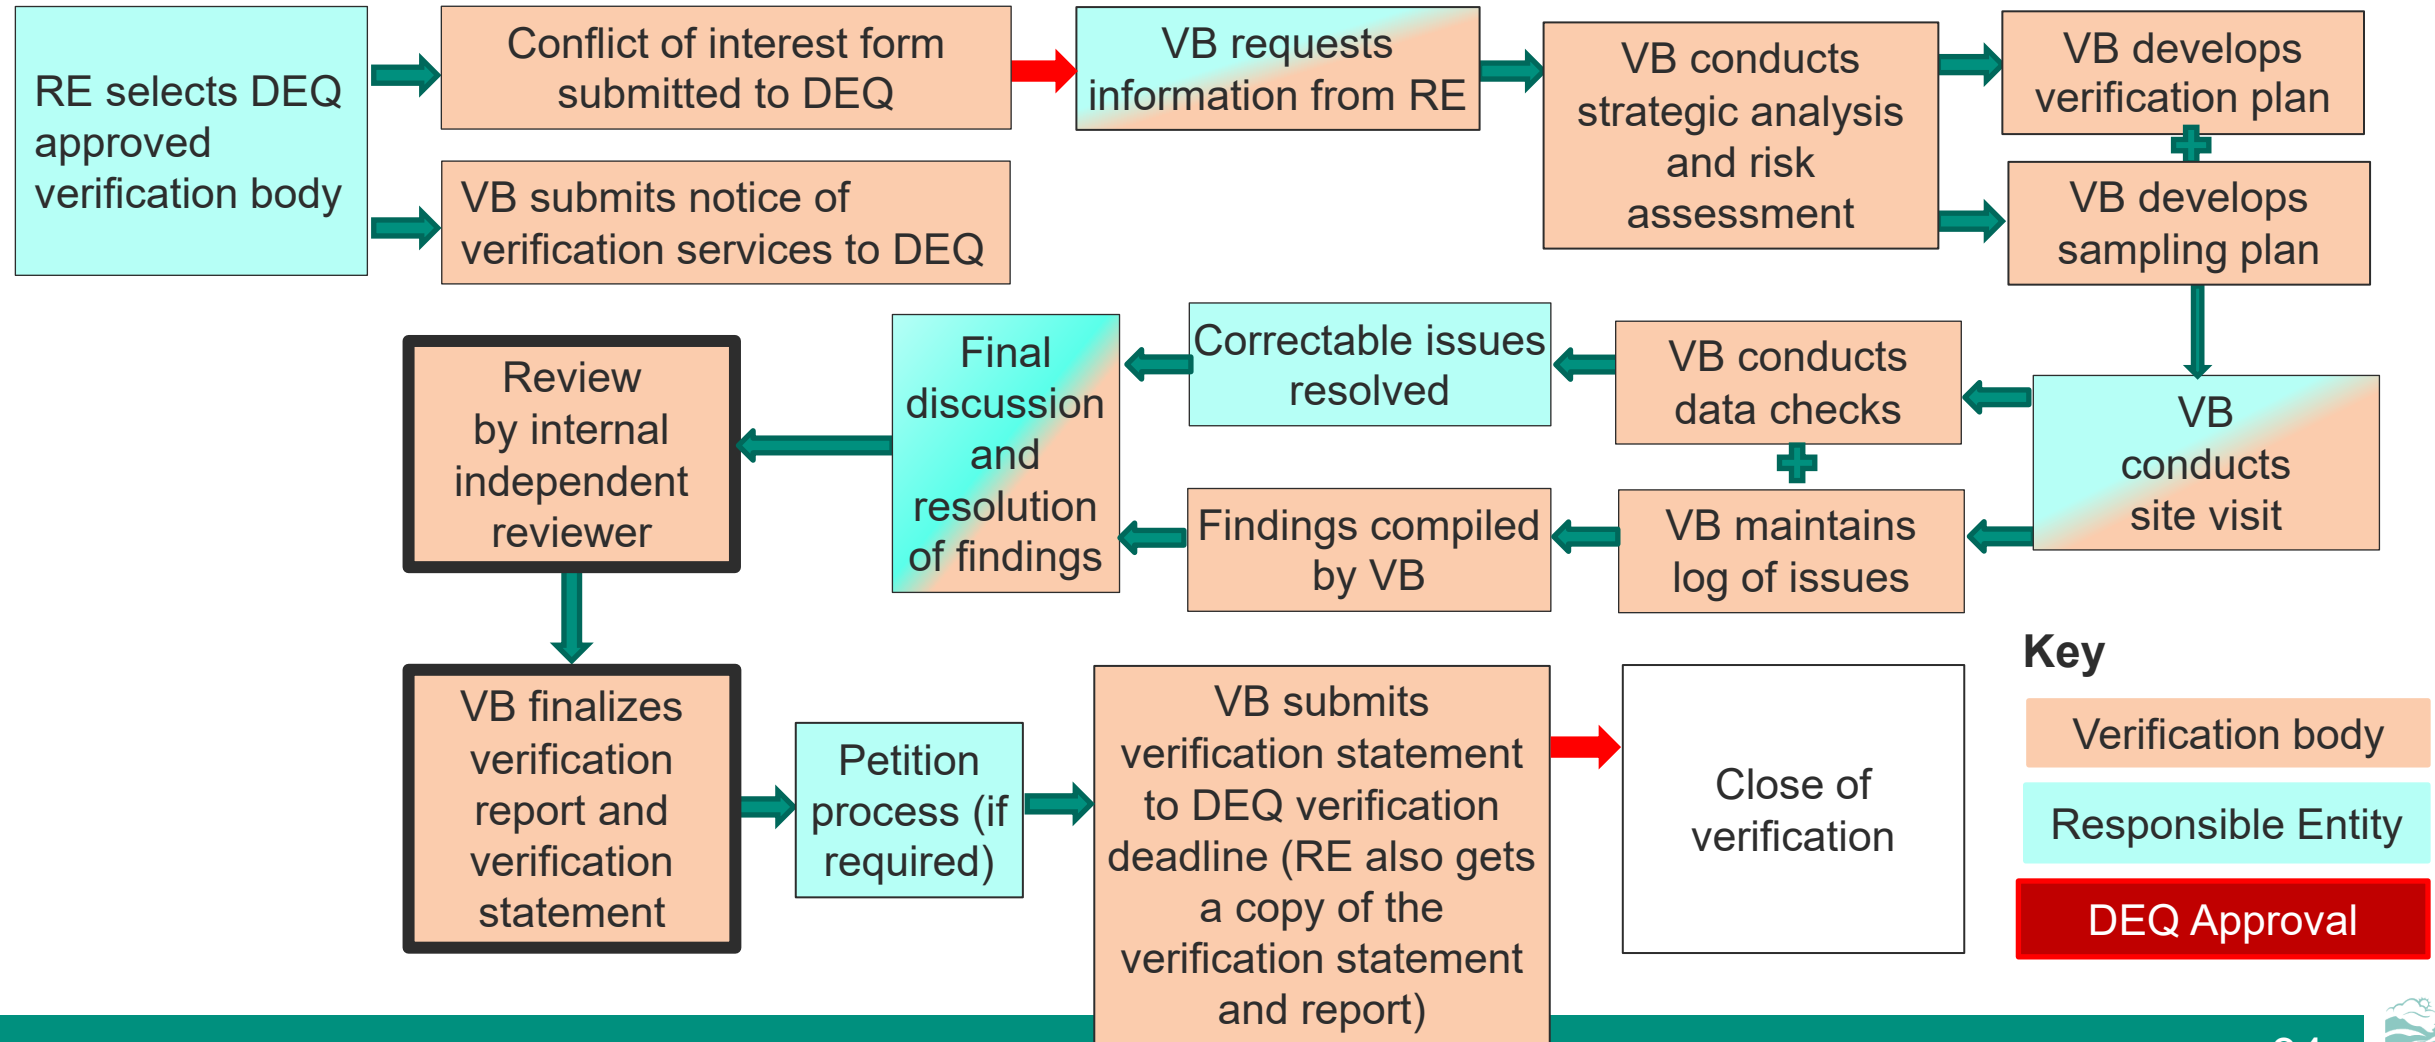 RE selects DEQ
approved
verification body
Conflict of interest form
submitted to DEQ
VB submits notice of
verification services to DEQ
VB requests
information from RE
VB conducts
strategic analysis
and risk
assessment
VB develops
verification plan
VB develops
sampling plan
VB
conducts
site visit
VB conducts
data checks
VB maintains
log of issues
Correctable issues
resolved
Findings compiled
by VB
Final
discussion
and
resolution
of findings
Review
by internal
independent
reviewer
VB finalizes
verification
report and
verification
statement
Petition
process (if
required)
VB submits
verification statement
to DEQ verification
deadline (RE also gets
a copy of the
verification statement
and report)
Close of
verification
Key
Verification body
Responsible Entity
DEQ Approval